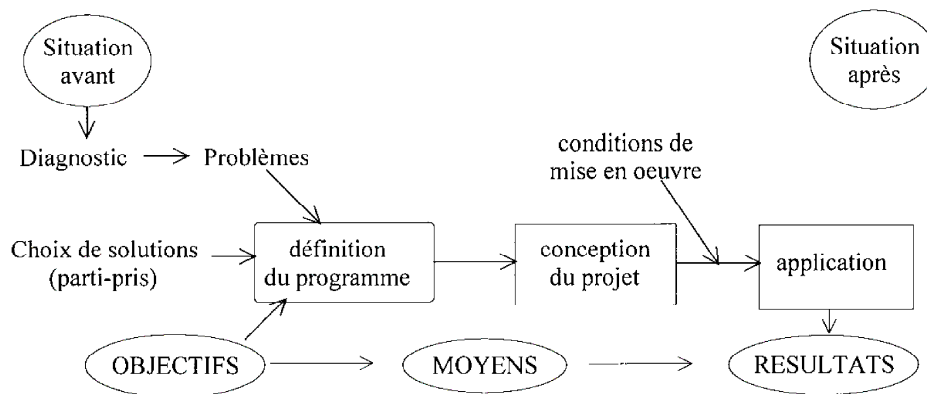 Situation
avant
Situation
après
Diagnostic
Problèmes
conditions de
mise en oeuvre
Choix de solutions
(parti-pris)
définition
du programme
conception
du projet
application
OBJECTIFS
MOYENS
RESULTATS